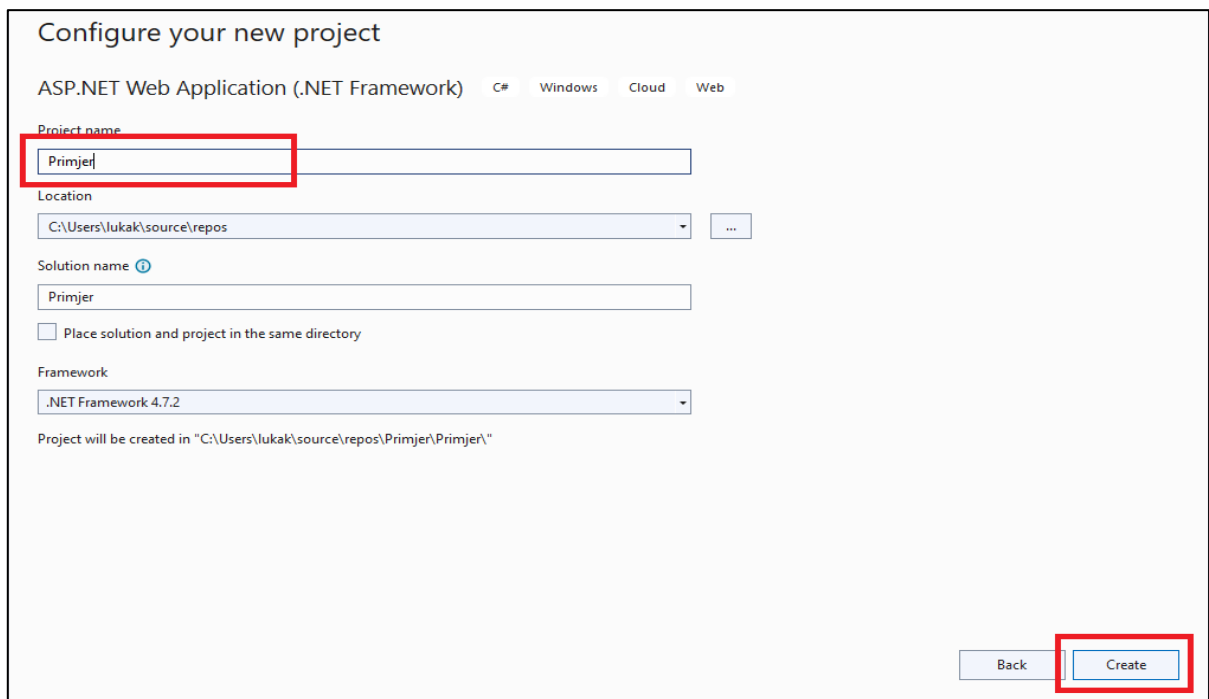 Configure your new project
ASP.NET Web Application (.NET Framework) C# Windows Cloud Web
Project name
Primjer
Location
C:\Users\lukak\source\repos
...
Solution name
Primjer
Place solution and project in the same directory
Framework
.NET Framework 4.7.2
Project will be created in "C:\Users\lukak\source\repos\Primjer\Primjer\"
Back Create